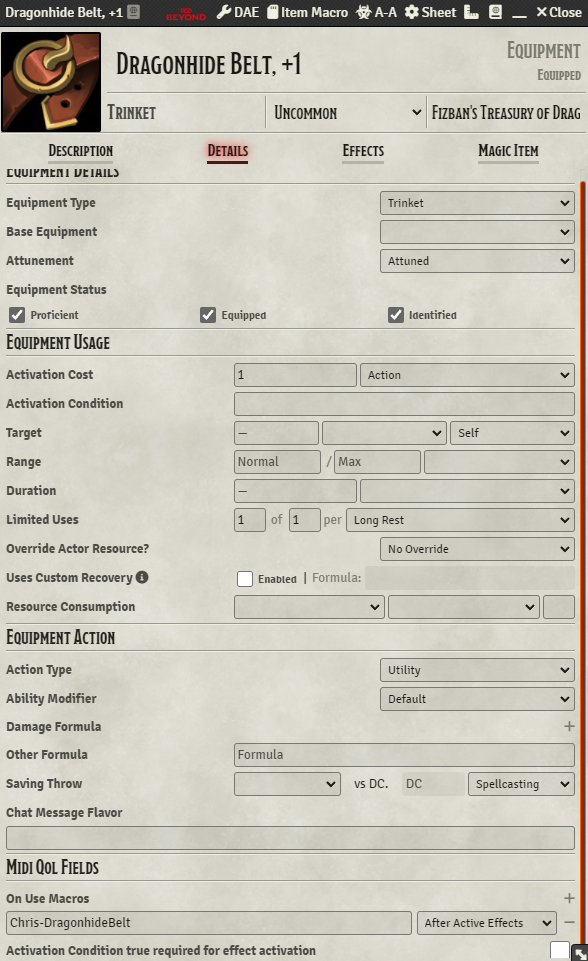 Dragonhide Belt, +1 BEYOND DAE Item Macro A-A Sheet Close
Dragonhide Belt, +1
Equipment
Equipped
Trinket Uncommon Fizban's Treasury of Drag
Description Details Effects Magic Item
Equipment Details
Equipment Type Trinket
Base Equipment
Attunement Attuned
Equipment Status
Proficient Equipped Identified
Equipment Usage
Activation Cost 1 Action
Activation Condition
Target — Self
Range Normal / Max
Duration —
Limited Uses 1 of 1 per Long Rest
Override Actor Resource? No Override
Uses Custom Recovery Enabled | Formula:
Resource Consumption
Equipment Action
Action Type Utility
Ability Modifier Default
Damage Formula +
Other Formula Formula
Saving Throw vs DC. DC Spellcasting
Chat Message Flavor
Midi Qol Fields
On Use Macros +
Chris-DragonhideBelt After Active Effects −
Activation Condition true required for effect activation